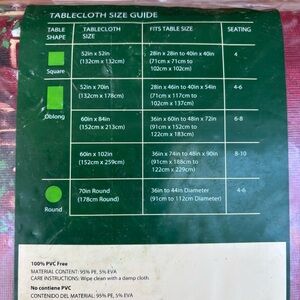 TABLECLOTH SIZE GUIDE
TABLE SHAPE TABLECLOTH SIZE FITS TABLE SIZE SEATING
Square 52in x 52in 28in x 28in to 40in x 40in 4
(132cm x 132cm) (71cm x 71cm to
102cm x 102cm)
Oblong 52in x 70in 28in x 46in to 40in x 54in 4-6
(132cm x 178cm) (71cm x 117cm to
102cm x 137cm)
60in x 84in 36in x 60in to 48in x 72in 6-8
(152cm x 213cm) (91cm x 152cm to
122cm x 183cm)
60in x 102in 36in x 74in to 48in x 90in 8-10
(152cm x 259cm) (91cm x 188cm to
122cm x 229cm)
Round 70in Round 36in to 44in Diameter 4-6
(178cm Round) (91cm to 112cm Diameter)
100% PVC Free
MATERIAL CONTENT: 95% PE, 5% EVA
CARE INSTRUCTIONS: Wipe clean with a damp cloth.
No contiene PVC
CONTENIDO DEL MATERIAL: 95% PE, 5% EVA